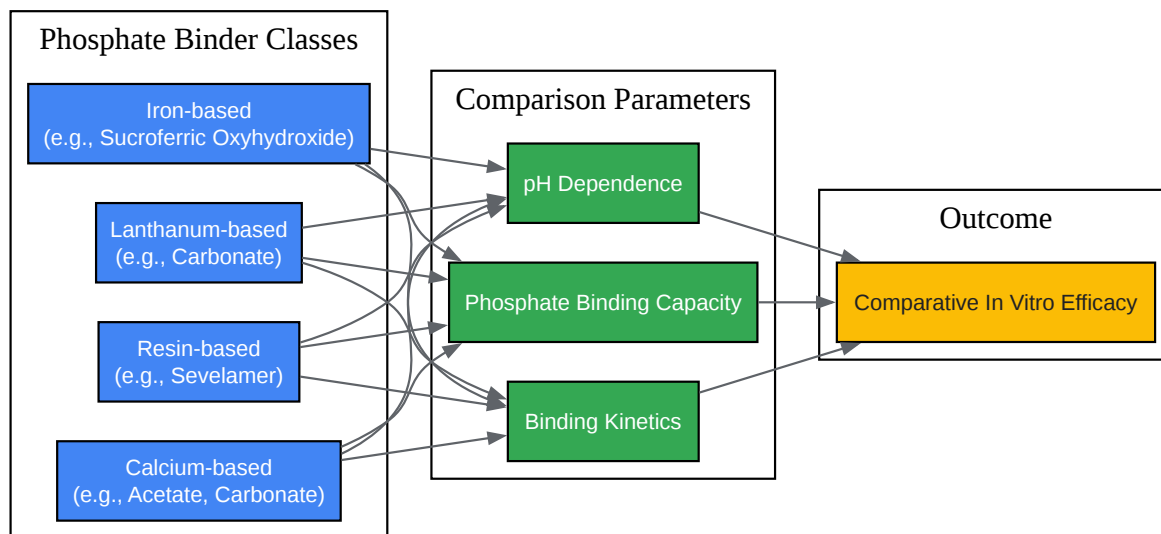 Phosphate Binder Classes
Iron-based
(e.g., Sucroferric Oxyhydroxide)
Lanthanum-based
(e.g., Carbonate)
Resin-based
(e.g., Sevelamer)
Calcium-based
(e.g., Acetate, Carbonate)
Comparison Parameters
pH Dependence
Phosphate Binding Capacity
Binding Kinetics
Outcome
Comparative In Vitro Efficacy